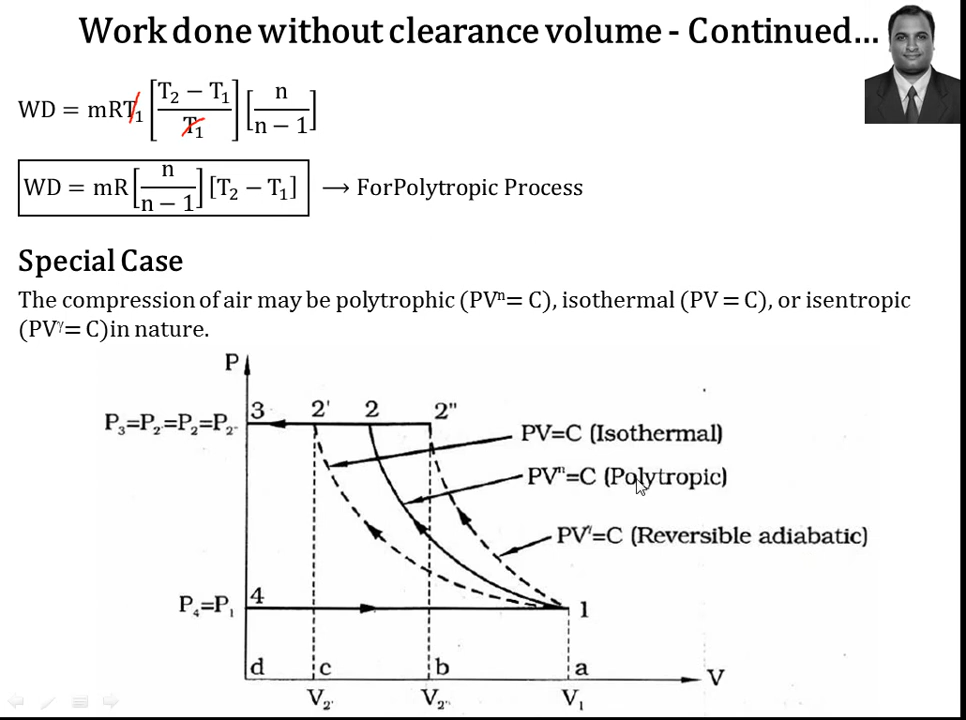 Work done without clearance volume - Continued...
WD = mRT₁ [T₂ − T₁ / T₁] [n / n − 1]
WD = mR [n / n − 1] [T₂ − T₁] → ForPolytropic Process
Special Case
The compression of air may be polytrophic (PVⁿ= C), isothermal (PV = C), or isentropic
(PVᵞ= C)in nature.
P
3 2' 2 2"
P₃=P₂'=P₂=P₂"
PV=C (Isothermal)
PVⁿ=C (Polytropic)
PVᵞ=C (Reversible adiabatic)
P₄=P₁
4
1
d c b a
V
V₂' V₂" V₁